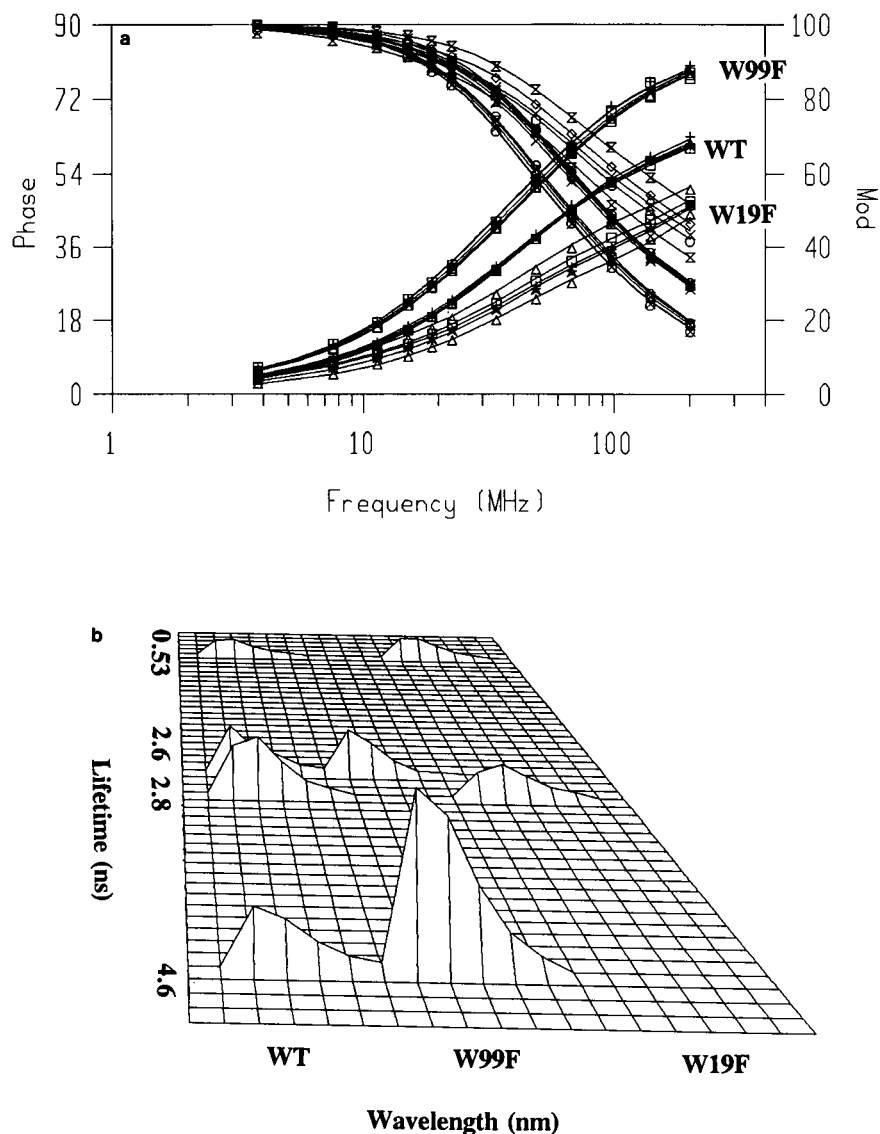 a
90
72
54
36
18
0
Phase
100
80
60
40
20
0
Mod
W99F
WT
W19F
1
10
100
Frequency (MHz)
b
0.53
2.6
2.8
4.6
Lifetime (ns)
WT
W99F
W19F
Wavelength (nm)